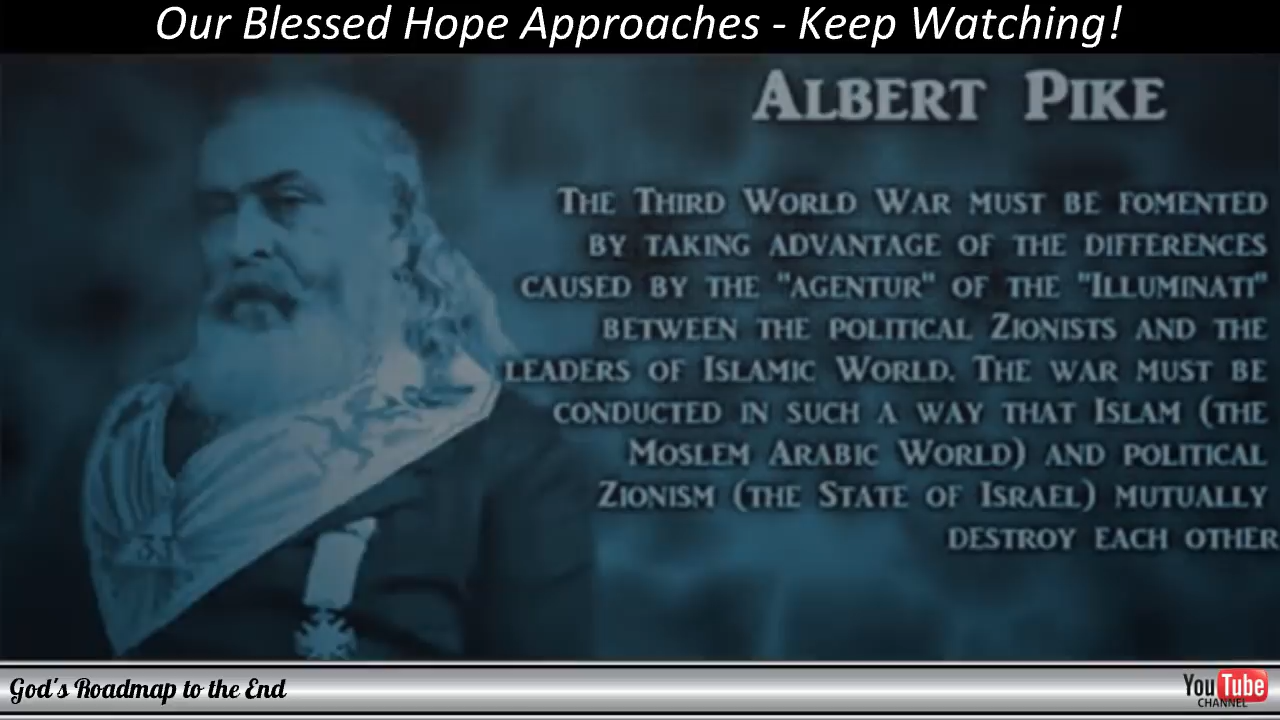 Our Blessed Hope Approaches - Keep Watching!
ALBERT PIKE
THE THIRD WORLD WAR MUST BE FOMENTED
BY TAKING ADVANTAGE OF THE DIFFERENCES
CAUSED BY THE "AGENTUR" OF THE "ILLUMINATI"
BETWEEN THE POLITICAL ZIONISTS AND THE
LEADERS OF ISLAMIC WORLD. THE WAR MUST BE
CONDUCTED IN SUCH A WAY THAT ISLAM (THE
MOSLEM ARABIC WORLD) AND POLITICAL
ZIONISM (THE STATE OF ISRAEL) MUTUALLY
DESTROY EACH OTHER
God's Roadmap to the End
YouTube
CHANNEL